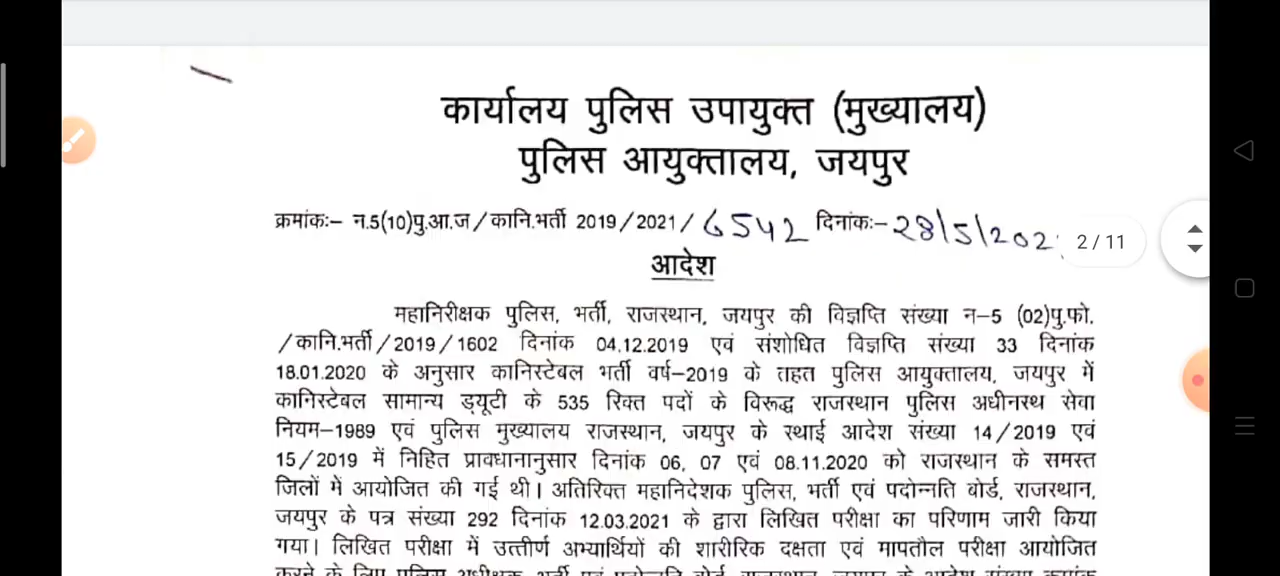 कार्यालय पुलिस उपायुक्त (मुख्यालय)
पुलिस आयुक्तालय, जयपुर
क्रमांकः– न.5(10)पु.आ.ज/कानि.भर्ती 2019/2021/6542 दिनांकः–28/5/202
2/11
आदेश
महानिरीक्षक पुलिस, भर्ती, राजस्थान, जयपुर की विज्ञप्ति संख्या न–5 (02)पु.फो.
/कानि.भर्ती/2019/1602 दिनांक 04.12.2019 एवं संशोधित विज्ञप्ति संख्या 33 दिनांक
18.01.2020 के अनुसार कानिस्टेबल भर्ती वर्ष–2019 के तहत पुलिस आयुक्तालय, जयपुर में
कानिस्टेबल सामान्य ड्यूटी के 535 रिक्त पदों के विरूद्ध राजस्थान पुलिस अधीनस्थ सेवा
नियम–1989 एवं पुलिस मुख्यालय राजस्थान, जयपुर के स्थाई आदेश संख्या 14/2019 एवं
15/2019 में निहित प्रावधानानुसार दिनांक 06, 07 एवं 08.11.2020 को राजस्थान के समस्त
जिलों में आयोजित की गई थी। अतिरिक्त महानिदेशक पुलिस, भर्ती एवं पदोन्नति बोर्ड, राजस्थान,
जयपुर के पत्र संख्या 292 दिनांक 12.03.2021 के द्वारा लिखित परीक्षा का परिणाम जारी किया
गया। लिखित परीक्षा में उत्तीर्ण अभ्यार्थियों की शारीरिक दक्षता एवं मापतौल परीक्षा आयोजित